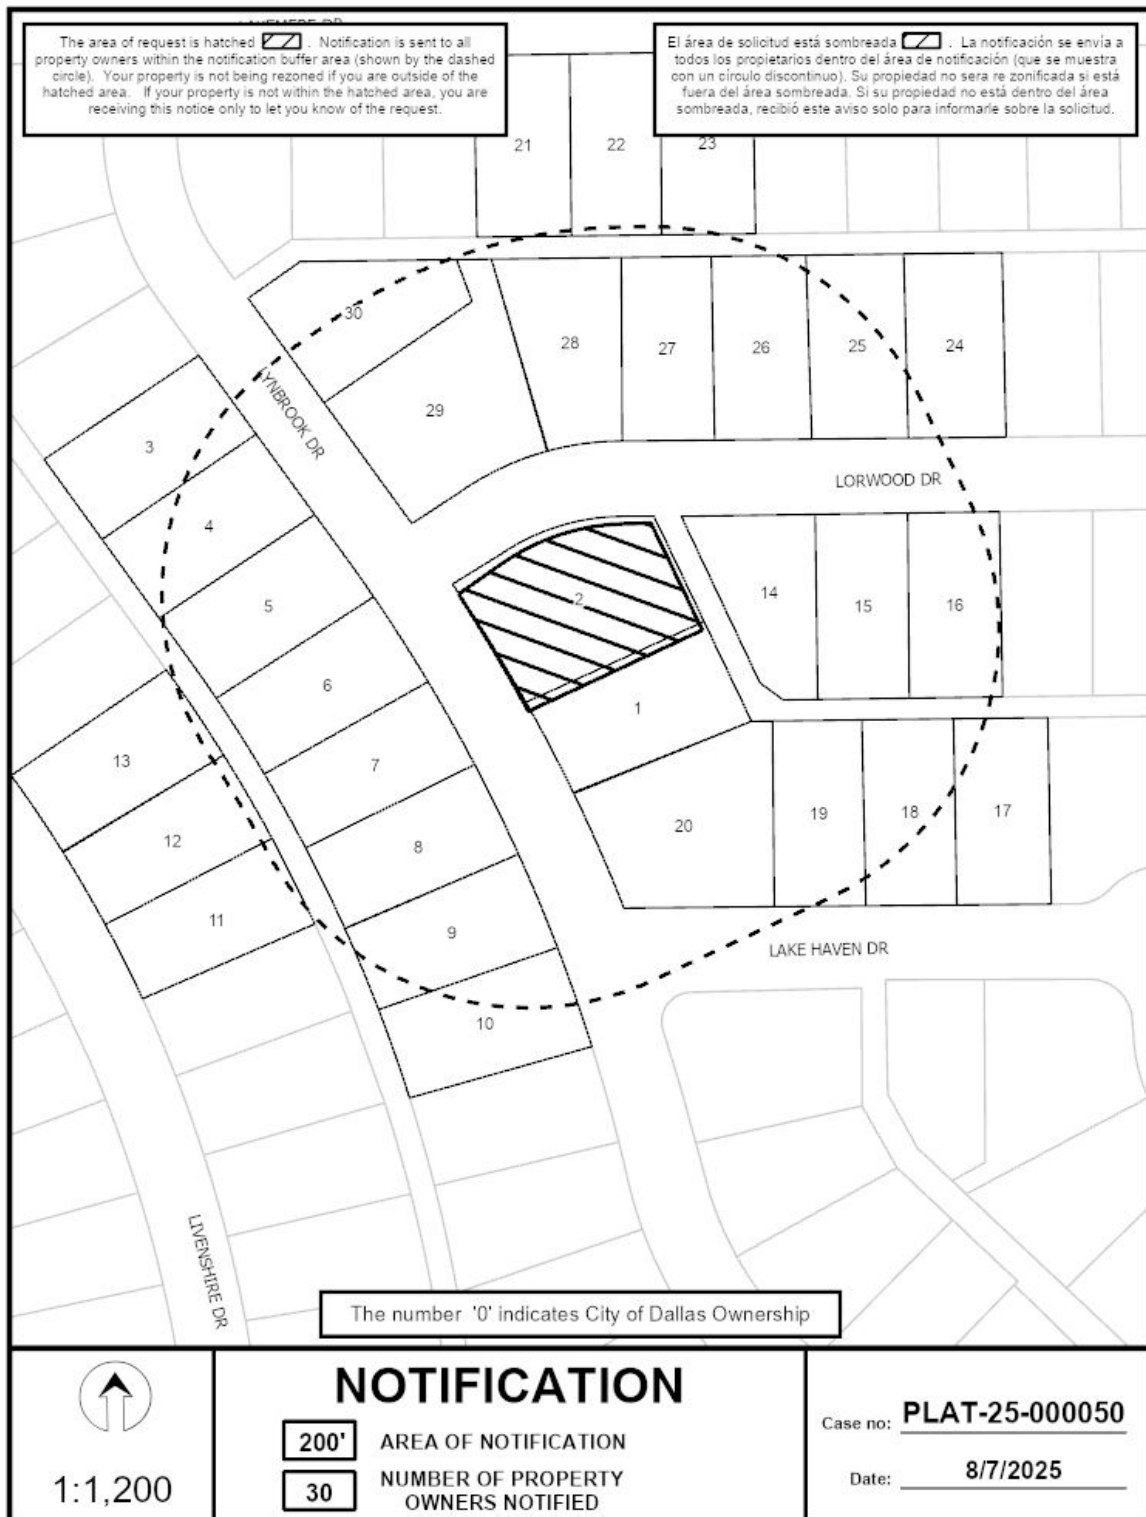 The area of request is hatched . Notification is sent to all
property owners within the notification buffer area (shown by the dashed
circle). Your property is not being rezoned if you are outside of the
hatched area. If your property is not within the hatched area, you are
receiving this notice only to let you know of the request.
El área de solicitud está sombreada . La notificación se envía a
todos los propietarios dentro del área de notificación (que se muestra
con un círculo discontinuo). Su propiedad no sera re zonificada si está
fuera del área sombreada. Si su propiedad no está dentro del área
sombreada, recibió este aviso solo para informarle sobre la solicitud.
21
22
23
30
28
27
26
25
24
29
LYNBROOK DR
3
4
LORWOOD DR
5
2
14
15
16
6
1
13
7
12
8
20
19
18
17
11
9
LAKE HAVEN DR
10
LIVENSHIRE DR
The number '0' indicates City of Dallas Ownership
1:1,200
NOTIFICATION
200' AREA OF NOTIFICATION
30 NUMBER OF PROPERTY
OWNERS NOTIFIED
Case no: PLAT-25-000050
Date: 8/7/2025